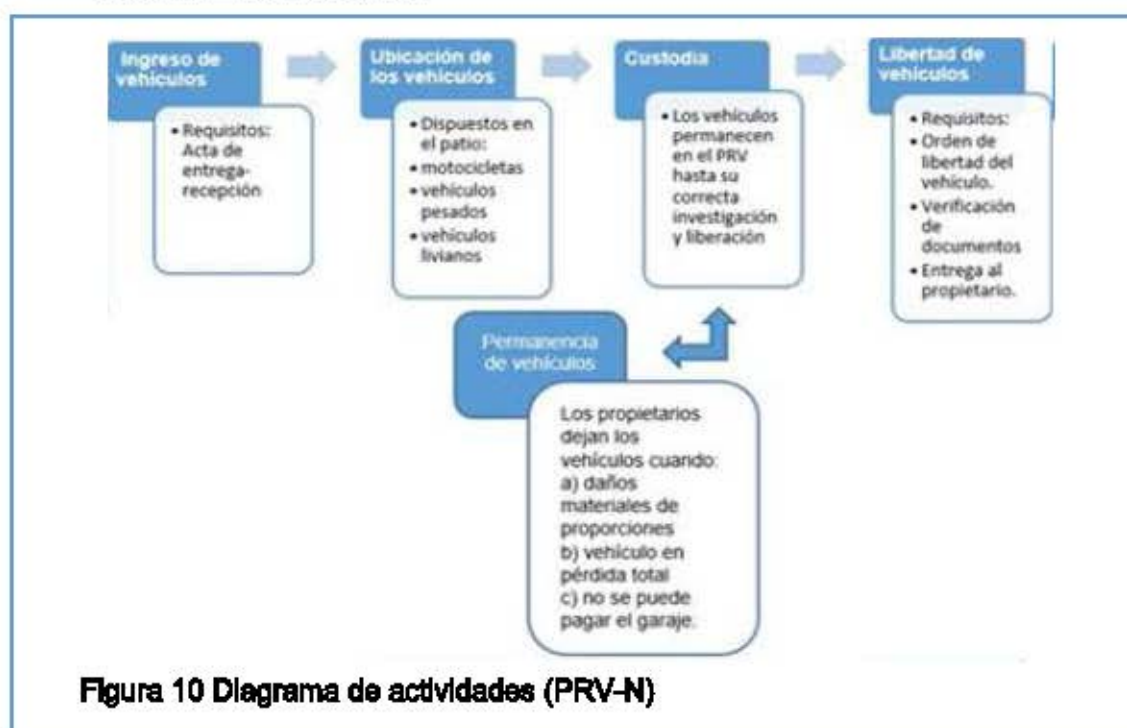 Ingreso de
vehículos
• Requisitos:
Acta de
entrega-
recepción
Ubicación de
los vehículos
• Dispuestos en
el patio:
• motocicletas
• vehículos
pesados
• vehículos
livianos
Custodia
• Los vehículos
permanecen
en el PRV
hasta su
correcta
investigación
y liberación
Libertad de
vehículos
• Requisitos:
• Orden de
libertad del
vehículo.
• Verificación
de
documentos
• Entrega al
propietario.
Permanencia
de vehículos
Los propietarios
dejan los
vehículos cuando:
a) daños
materiales de
proporciones
b) vehículo en
pérdida total
c) no se puede
pagar el garaje.
Figura 10 Diagrama de actividades (PRV-N)